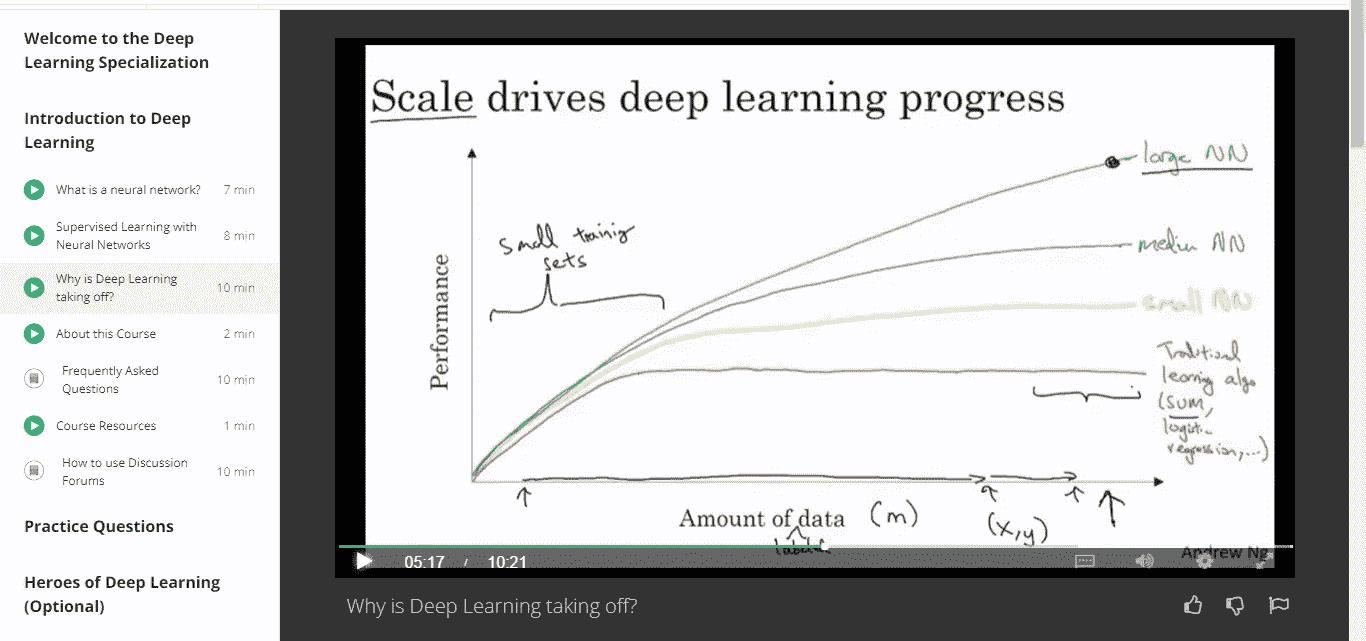 Welcome to the Deep
Learning Specialization
Introduction to Deep
Learning
What is a neural network? 7 min
Supervised Learning with
Neural Networks
8 min
Why is Deep Learning
taking off?
10 min
About this Course 2 min
Frequently Asked
Questions
10 min
Course Resources 1 min
How to use Discussion
Forums
10 min
Practice Questions
Heroes of Deep Learning
(Optional)
Scale drives deep learning progress
large NN
small training
sets
medium NN
small NN
Performance
Traditional
learning algo
(SVM,
logistic
regression,...)
Amount of data (m)
(x,y)
labeled
Andrew Ng
05:17 / 10:21
Why is Deep Learning taking off?